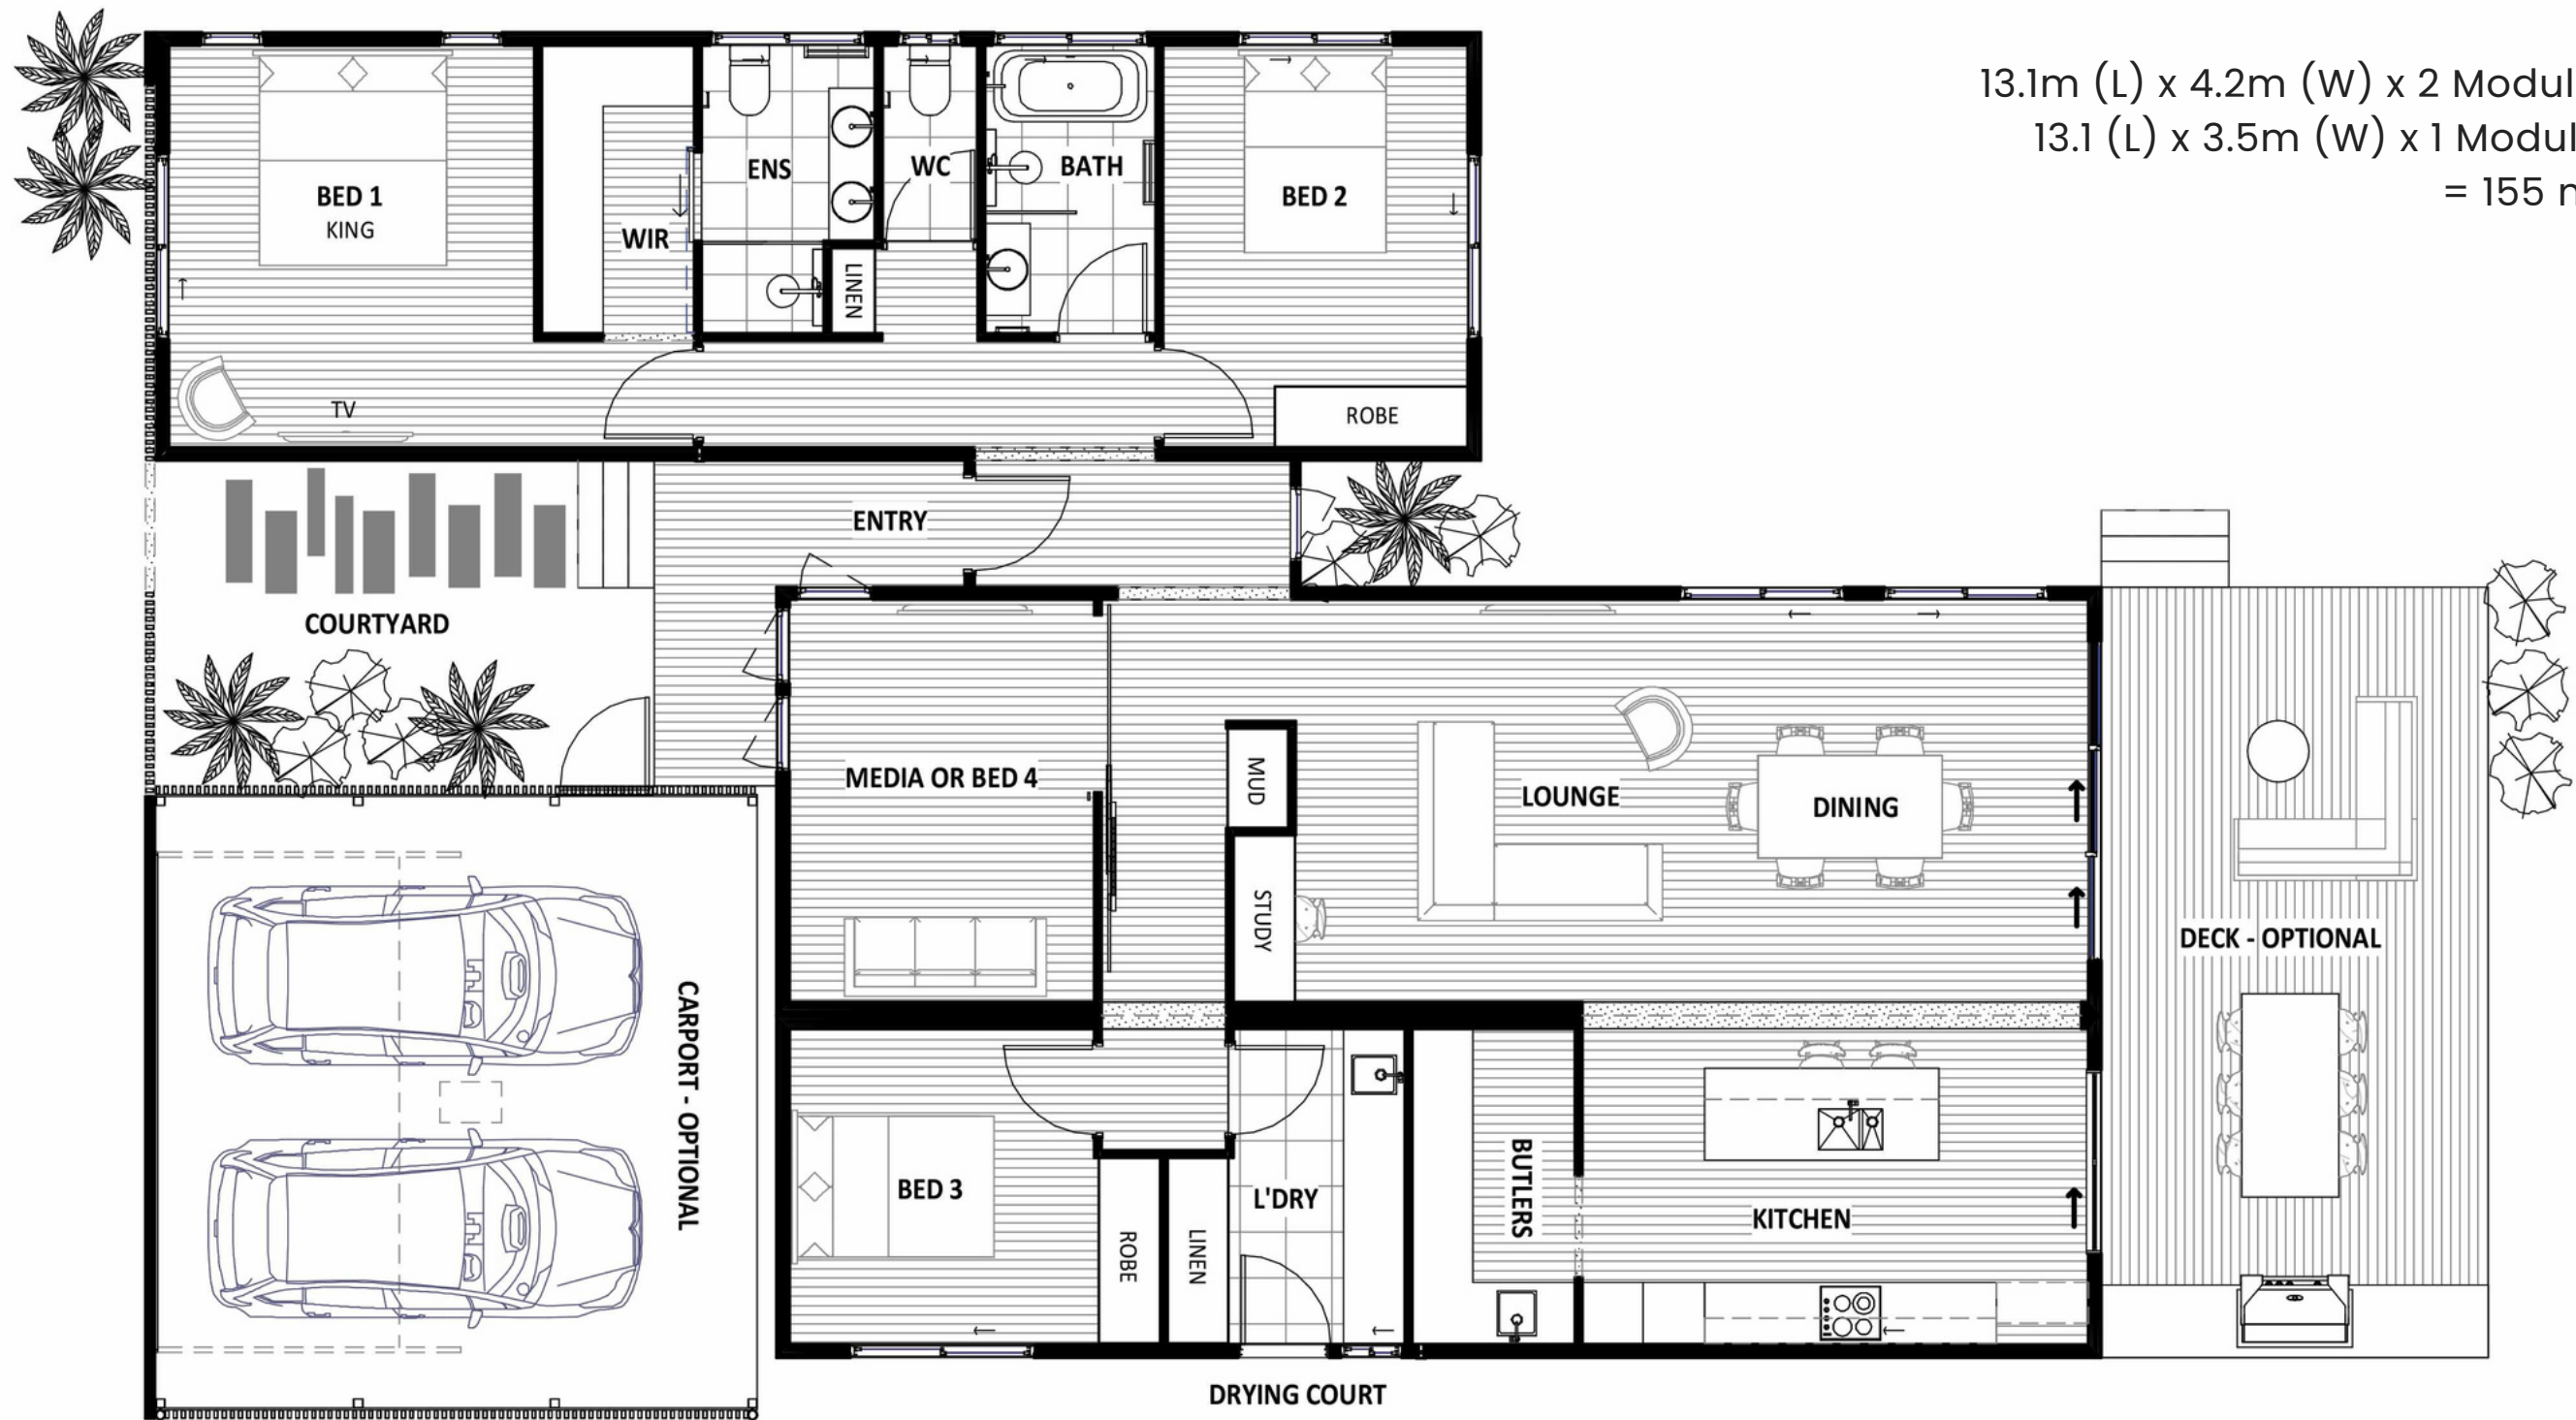 13.1m (L) x 4.2m (W) x 2 Modul
13.1 (L) x 3.5m (W) x 1 Modul
= 155
BED 1
KING
WIR
ENS
LINEN
WC
BATH
BED 2
TV
ROBE
ENTRY
COURTYARD
MEDIA OR BED 4
MUD
STUDY
LOUNGE
DINING
DECK - OPTIONAL
CARPORT - OPTIONAL
BED 3
ROBE
LINEN
L'DRY
BUTLERS
KITCHEN
DRYING COURT